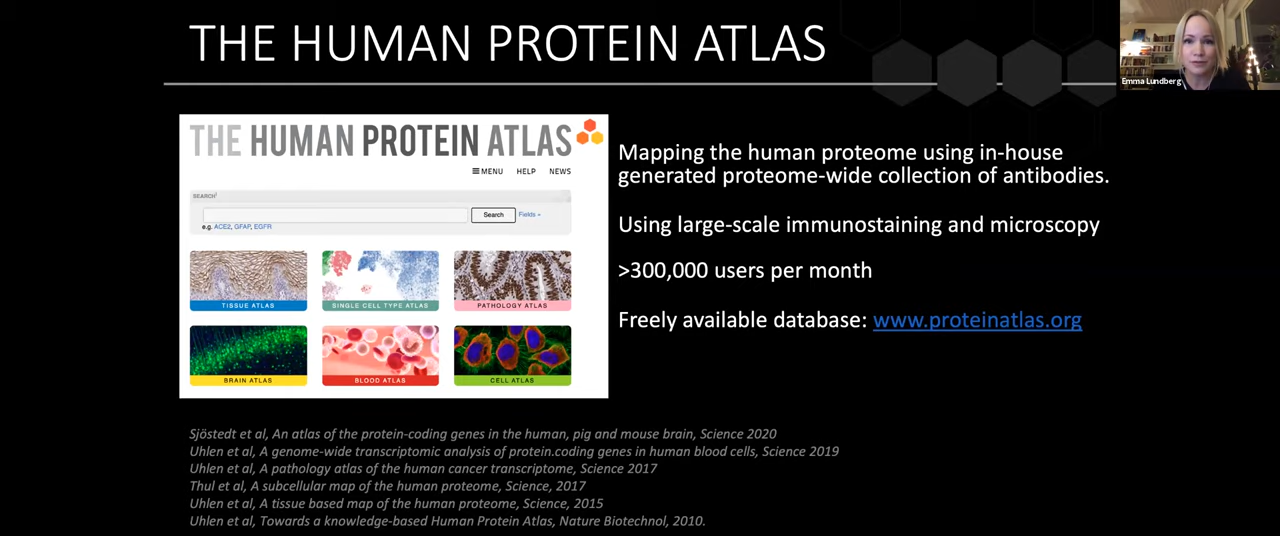 THE HUMAN PROTEIN ATLAS
Emma Lundberg
THE HUMAN PROTEIN ATLAS
≡MENU HELP NEWS
SEARCH
Search Fields »
e.g. ACE2, GFAP, EGFR
TISSUE ATLAS SINGLE CELL TYPE ATLAS PATHOLOGY ATLAS
BRAIN ATLAS BLOOD ATLAS CELL ATLAS
Mapping the human proteome using in-house
generated proteome-wide collection of antibodies.
Using large-scale immunostaining and microscopy
>300,000 users per month
Freely available database: www.proteinatlas.org
Sjöstedt et al, An atlas of the protein-coding genes in the human, pig and mouse brain, Science 2020
Uhlen et al, A genome-wide transcriptomic analysis of protein.coding genes in human blood cells, Science 2019
Uhlen et al, A pathology atlas of the human cancer transcriptome, Science 2017
Thul et al, A subcellular map of the human proteome, Science, 2017
Uhlen et al, A tissue based map of the human proteome, Science, 2015
Uhlen et al, Towards a knowledge-based Human Protein Atlas, Nature Biotechnol, 2010.